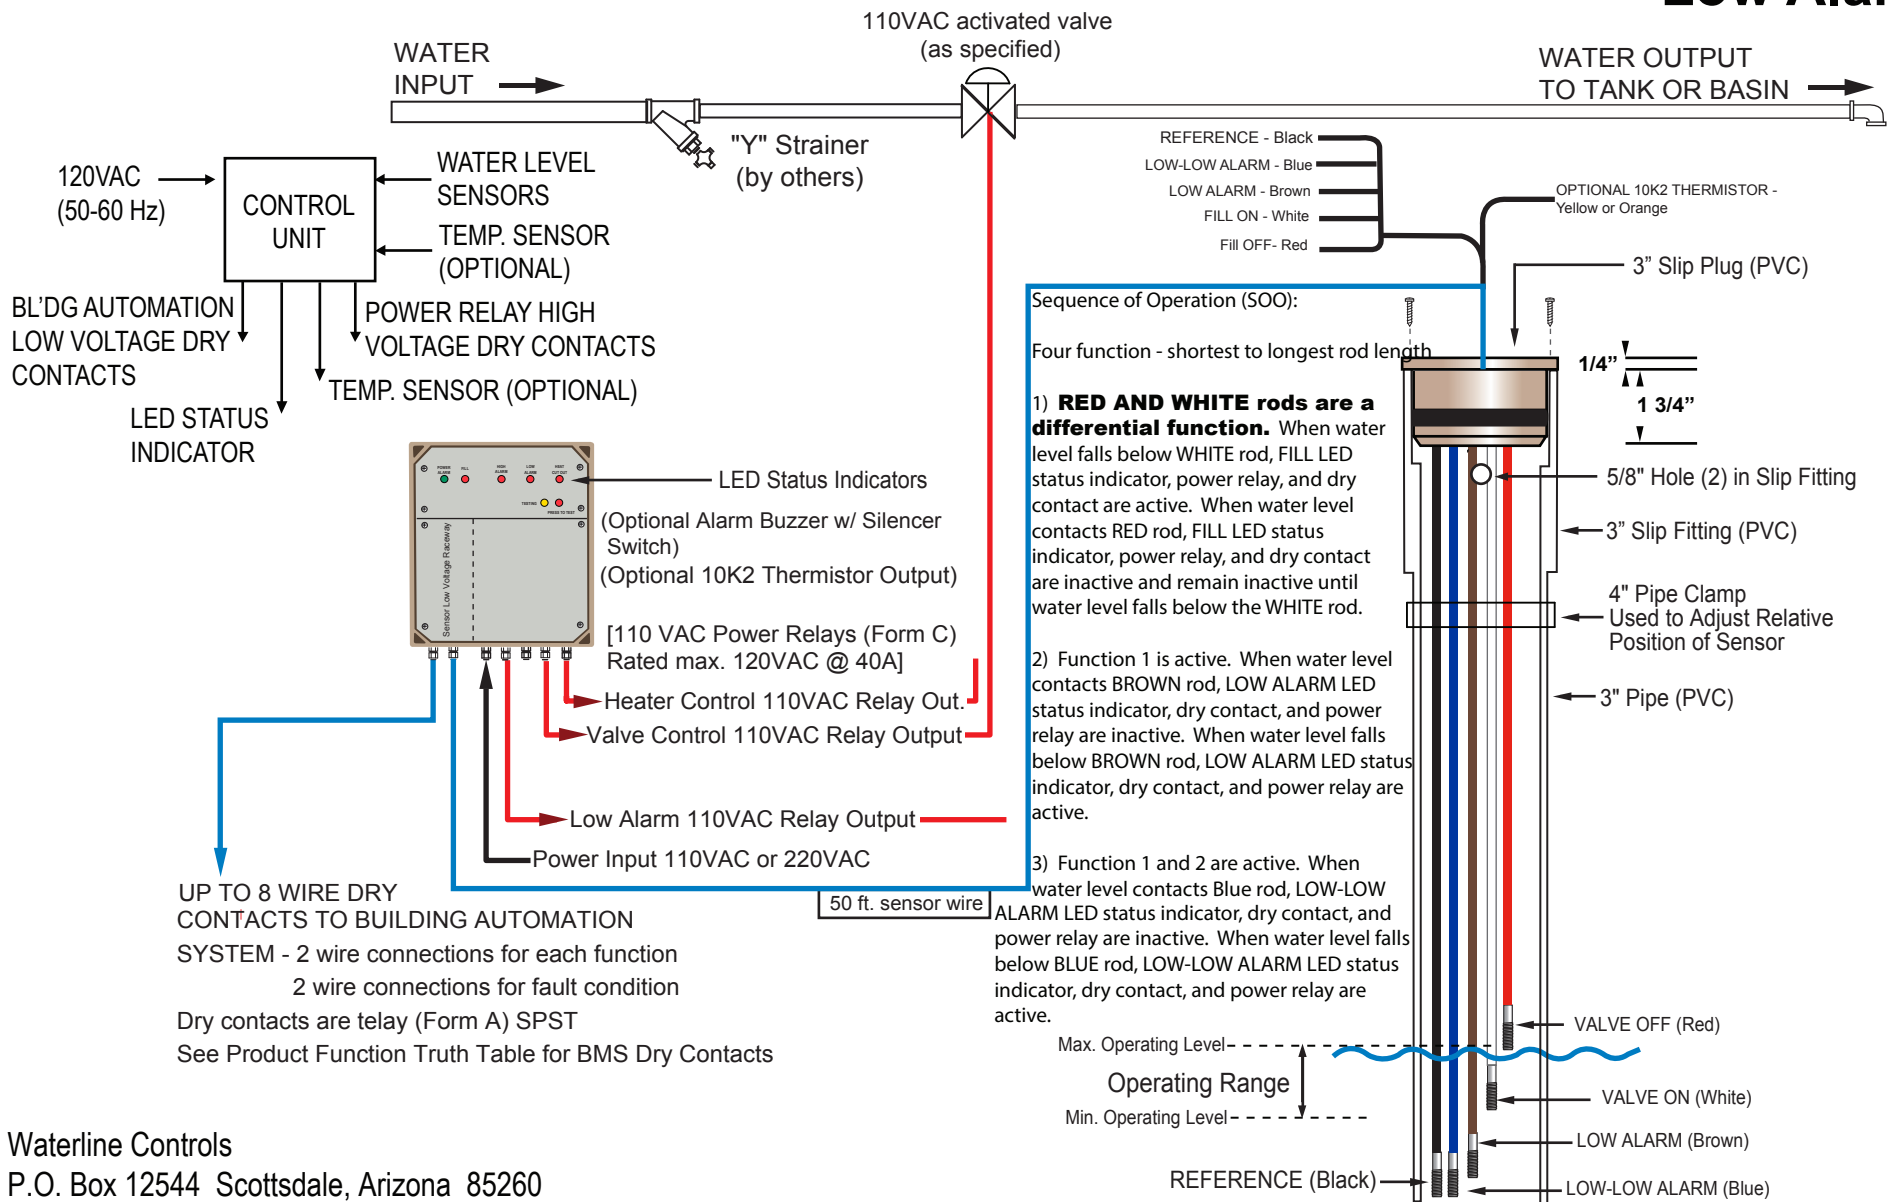 Low Alar
110VAC activated valve
(as specified)
WATER
INPUT
WATER OUTPUT
TO TANK OR BASIN
"Y" Strainer
(by others)
REFERENCE - Black
LOW-LOW ALARM - Blue
LOW ALARM - Brown
FILL ON - White
Fill OFF- Red
OPTIONAL 10K2 THERMISTOR -
Yellow or Orange
120VAC
(50-60 Hz)
CONTROL
UNIT
WATER LEVEL
SENSORS
TEMP. SENSOR
(OPTIONAL)
BL'DG AUTOMATION
LOW VOLTAGE DRY
CONTACTS
POWER RELAY HIGH
VOLTAGE DRY CONTACTS
TEMP. SENSOR (OPTIONAL)
LED STATUS
INDICATOR
POWER
ALARM
FILL
HIGH
ALARM
LOW
ALARM
HEAT
CUT OUT
TESTING
PRESS TO TEST
Sensor Low Voltage Raceway
LED Status Indicators
(Optional Alarm Buzzer w/ Silencer
Switch)
(Optional 10K2 Thermistor Output)
[110 VAC Power Relays (Form C)
Rated max. 120VAC @ 40A]
Heater Control 110VAC Relay Out.
Valve Control 110VAC Relay Output
Low Alarm 110VAC Relay Output
Power Input 110VAC or 220VAC
50 ft. sensor wire
UP TO 8 WIRE DRY
CONTACTS TO BUILDING AUTOMATION
SYSTEM - 2 wire connections for each function
2 wire connections for fault condition
Dry contacts are telay (Form A) SPST
See Product Function Truth Table for BMS Dry Contacts
Sequence of Operation (SOO):
Four function - shortest to longest rod length
1) RED AND WHITE rods are a
differential function. When water
level falls below WHITE rod, FILL LED
status indicator, power relay, and dry
contact are active. When water level
contacts RED rod, FILL LED status
indicator, power relay, and dry contact
are inactive and remain inactive until
water level falls below the WHITE rod.
2) Function 1 is active. When water level
contacts BROWN rod, LOW ALARM LED
status indicator, dry contact, and power
relay are inactive. When water level falls
below BROWN rod, LOW ALARM LED status
indicator, dry contact, and power relay are
active.
3) Function 1 and 2 are active. When
water level contacts Blue rod, LOW-LOW
ALARM LED status indicator, dry contact, and
power relay are inactive. When water level falls
below BLUE rod, LOW-LOW ALARM LED status
indicator, dry contact, and power relay are
active.
3” Slip Plug (PVC)
1/4”
1 3/4”
5/8" Hole (2) in Slip Fitting
3” Slip Fitting (PVC)
4" Pipe Clamp
Used to Adjust Relative
Position of Sensor
3" Pipe (PVC)
VALVE OFF (Red)
Max. Operating Level
Operating Range
Min. Operating Level
VALVE ON (White)
LOW ALARM (Brown)
REFERENCE (Black)
LOW-LOW ALARM (Blue)
Waterline Controls
P.O. Box 12544 Scottsdale, Arizona 85260